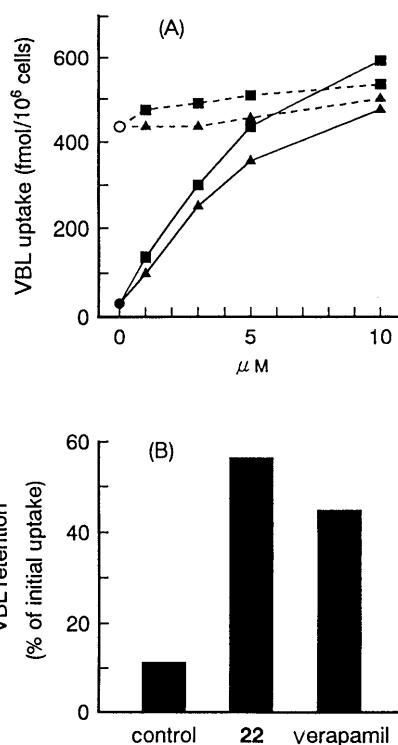 (A)
VBL uptake (fmol/10⁶ cells)
600
400
200
0
0
5
10
μM
(B)
VBL retention
(% of initial uptake)
60
40
20
0
control
22
verapamil